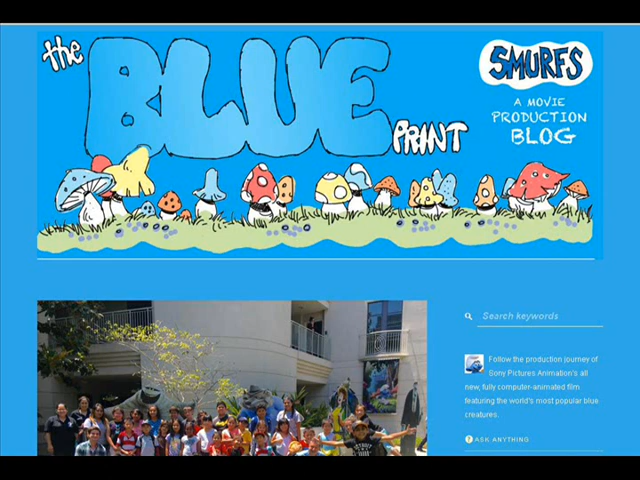 the
BLUE
PRINT
SMURFS
A MOVIE
PRODUCTION
BLOG
Search keywords
Follow the production journey of
Sony Pictures Animation's all
new, fully computer-animated film
featuring the world's most popular blue
creatures.
? ASK ANYTHING